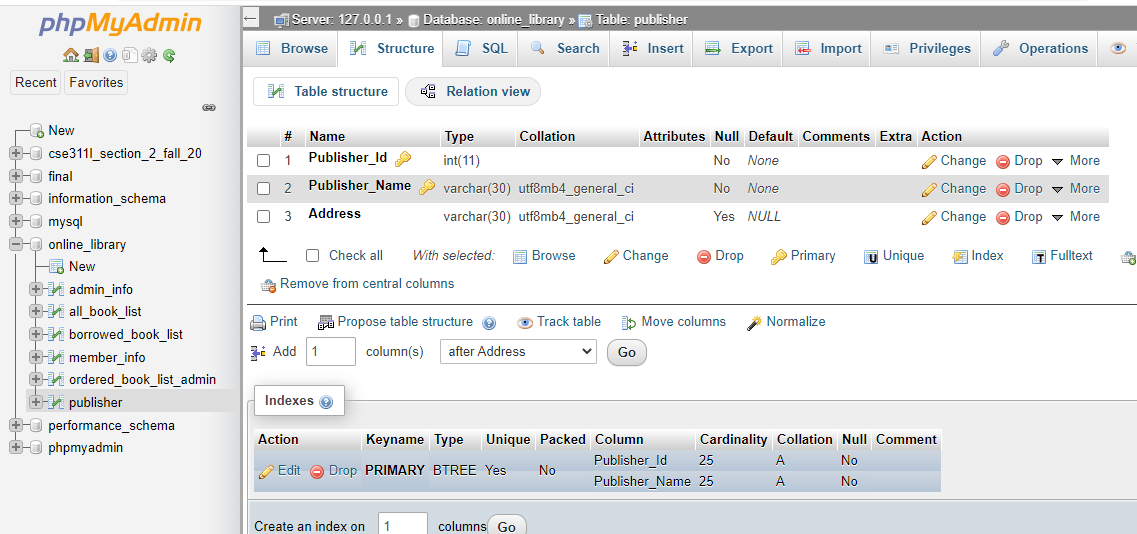 phpMyAdmin
Recent Favorites
New
cse311l_section_2_fall_20
final
information_schema
mysql
online_library
New
admin_info
all_book_list
borrowed_book_list
member_info
ordered_book_list_admin
publisher
performance_schema
phpmyadmin
Server: 127.0.0.1 » Database: online_library » Table: publisher
Browse Structure SQL Search Insert Export Import Privileges Operations
Table structure Relation view
# Name Type Collation Attributes Null Default Comments Extra Action
1 Publisher_Id int(11) No None Change Drop More
2 Publisher_Name varchar(30) utf8mb4_general_ci No None Change Drop More
3 Address varchar(30) utf8mb4_general_ci Yes NULL Change Drop More
Check all With selected: Browse Change Drop Primary Unique Index Fulltext
Remove from central columns
Print Propose table structure Track table Move columns Normalize
Add 1 column(s) after Address Go
Indexes
Action Keyname Type Unique Packed Column Cardinality Collation Null Comment
Edit Drop PRIMARY BTREE Yes No Publisher_Id 25 A No
Publisher_Name 25 A No
Create an index on 1 columns Go